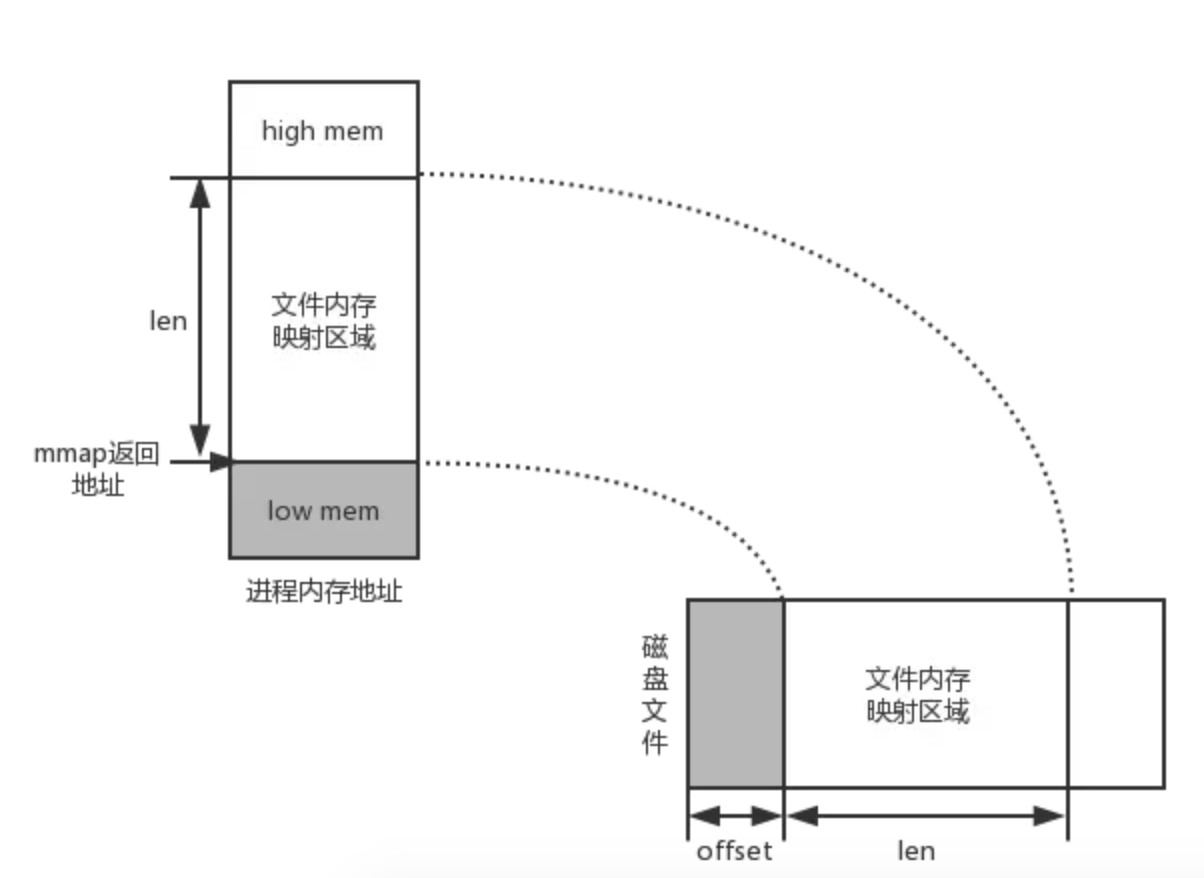 high mem
len
文件内存
映射区域
mmap返回
地址
low mem
进程内存地址
磁
盘
文
件
文件内存
映射区域
offset
len